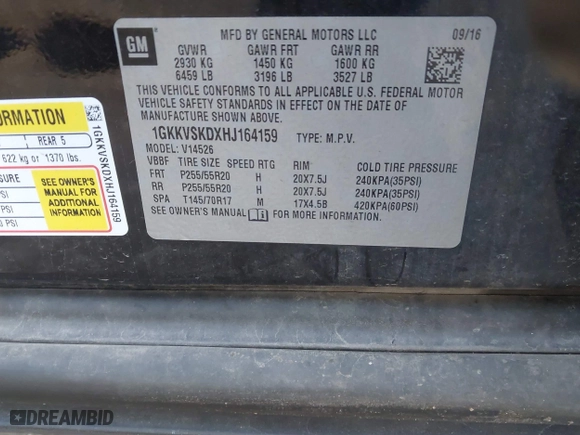 GM
MFD BY GENERAL MOTORS LLC 09/16
GVWR GAWR FRT GAWR RR
2930 KG 1450 KG 1600 KG
6459 LB 3196 LB 3527 LB
THIS VEHICLE CONFORMS TO ALL APPLICABLE U.S. FEDERAL MOTOR
VEHICLE SAFETY STANDARDS IN EFFECT ON THE DATE OF
MANUFACTURE SHOWN ABOVE.
1GKKVSKDXHJ164159 TYPE: M.P.V.
MODEL: V14526
VBBF TIRE SIZE SPEED RTG RIM COLD TIRE PRESSURE
FRT P255/55R20 H 20X7.5J 240KPA(35PSI)
RR P255/55R20 H 20X7.5J 240KPA(35PSI)
SPA T145/70R17 M 17X4.5B 420KPA(60PSI)
SEE OWNER'S MANUAL FOR MORE INFORMATION.
FORMATION
REAR 5
622 kg or 1370 lbs.
SURE
SEE OWNER'S
MANUAL FOR
ADDITIONAL
INFORMATION
PSI
PSI
1GKKVSKDXHJ164159
DREAMBID